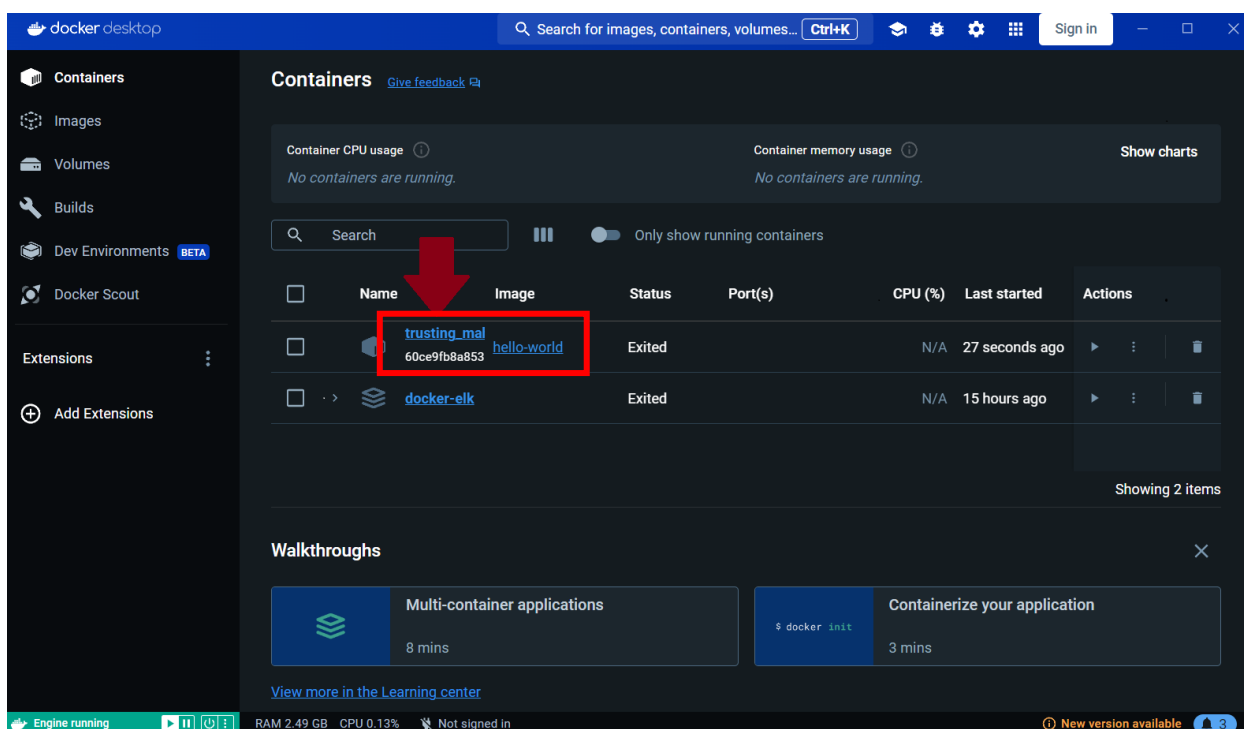 docker desktop
Search for images, containers, volumes... Ctrl+K
Sign in
Containers
Images
Volumes
Builds
Dev Environments BETA
Docker Scout
Extensions
Add Extensions
Containers Give feedback
Container CPU usage
No containers are running.
Container memory usage
No containers are running.
Show charts
Search
Only show running containers
Name Image Status Port(s) CPU (%) Last started Actions
trusting_mal
60ce9fb8a853
hello-world Exited N/A 27 seconds ago
docker-elk Exited N/A 15 hours ago
Showing 2 items
Walkthroughs
Multi-container applications
8 mins
$ docker init
Containerize your application
3 mins
View more in the Learning center
Engine running RAM 2.49 GB CPU 0.13% Not signed in New version available 3